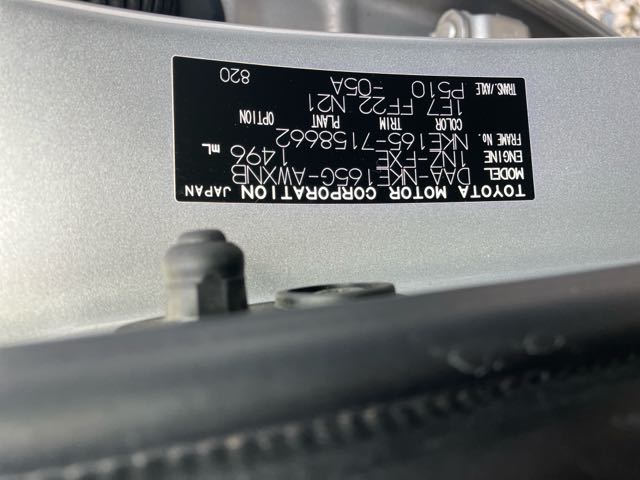 TOYOTA MOTOR CORPORATION JAPAN
MODEL DAA-NKE165G-AWXNB
ENGINE 1NZ-FXE 1496 mL
FRAME No. NKE165-7158662
COLOR TRIM PLANT OPTION
1E7 FF22 N21
TRANS/AXLE P510 -05A
820